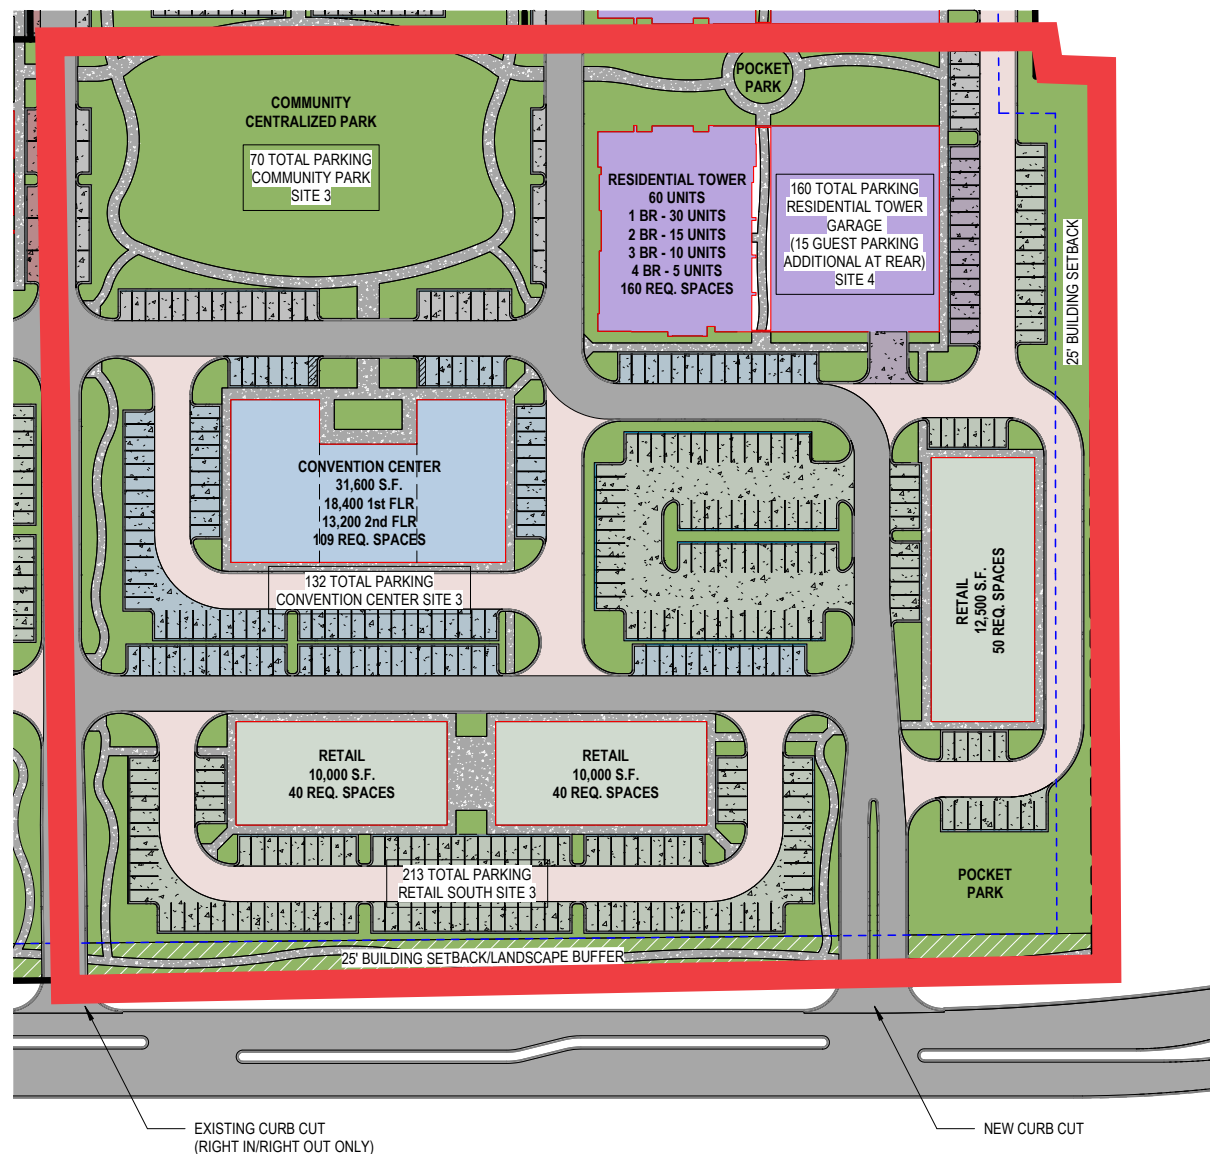 COMMUNITY
CENTRALIZED PARK
70 TOTAL PARKING
COMMUNITY PARK
SITE 3
POCKET
PARK
RESIDENTIAL TOWER
60 UNITS
1 BR - 30 UNITS
2 BR - 15 UNITS
3 BR - 10 UNITS
4 BR - 5 UNITS
160 REQ. SPACES
160 TOTAL PARKING
RESIDENTIAL TOWER
GARAGE
(15 GUEST PARKING
ADDITIONAL AT REAR)
SITE 4
25' BUILDING SETBACK
CONVENTION CENTER
31,600 S.F.
18,400 1st FLR
13,200 2nd FLR
109 REQ. SPACES
132 TOTAL PARKING
CONVENTION CENTER SITE 3
RETAIL
12,500 S.F.
50 REQ. SPACES
RETAIL
10,000 S.F.
40 REQ. SPACES
RETAIL
10,000 S.F.
40 REQ. SPACES
213 TOTAL PARKING
RETAIL SOUTH SITE 3
POCKET
PARK
25' BUILDING SETBACK/LANDSCAPE BUFFER
EXISTING CURB CUT
(RIGHT IN/RIGHT OUT ONLY)
NEW CURB CUT